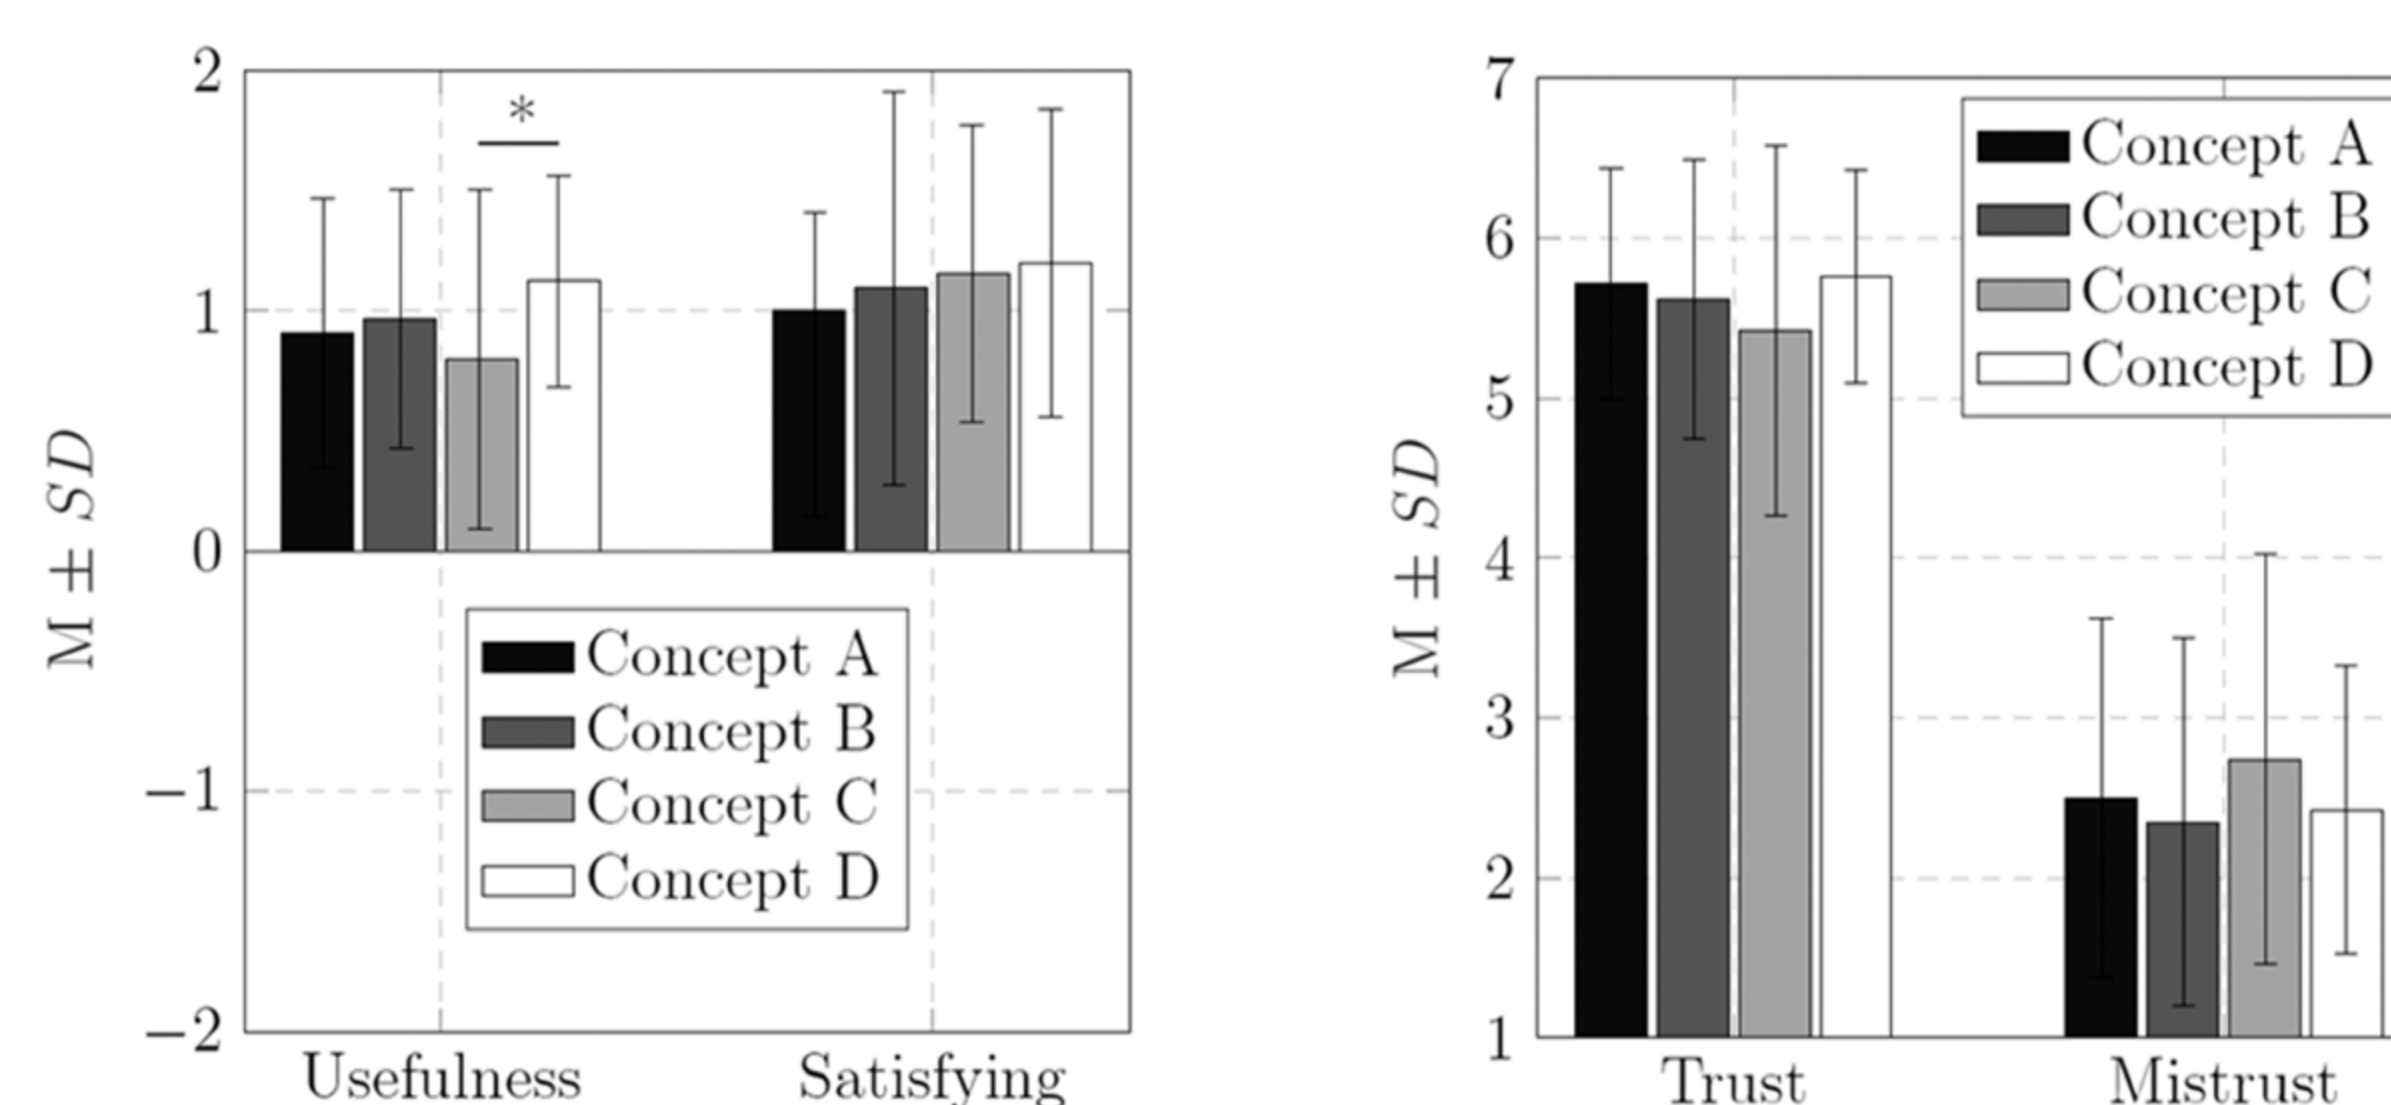 2
*
1
0
−1
−2
M ± SD
Concept A
Concept B
Concept C
Concept D
Usefulness
Satisfying
7
6
5
4
3
2
1
M ± SD
Concept A
Concept B
Concept C
Concept D
Trust
Mistrust